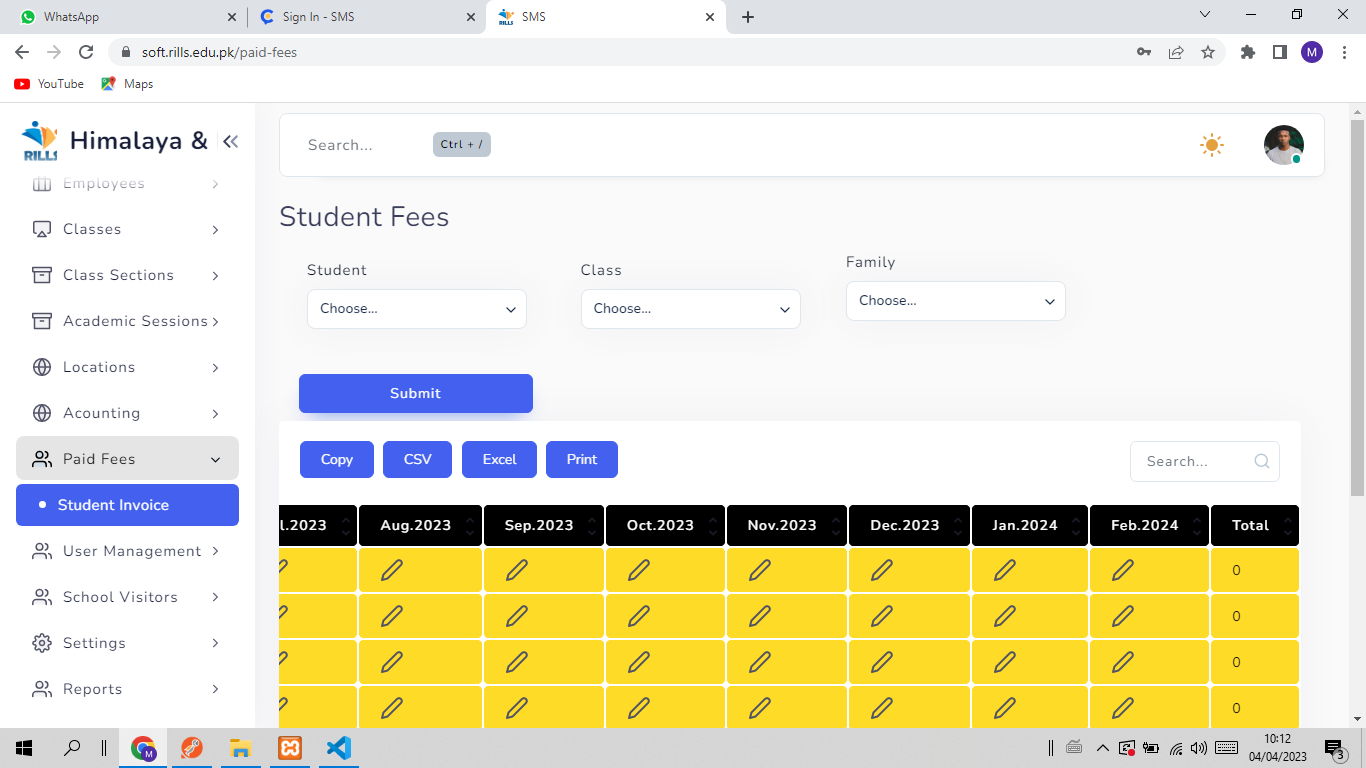 WhatsApp
Sign In - SMS
SMS
soft.rills.edu.pk/paid-fees
M
YouTube
Maps
RILLS
Himalaya &
Employees
Classes
Class Sections
Academic Sessions
Locations
Acounting
Paid Fees
Student Invoice
User Management
School Visitors
Settings
Reports
Search...
Ctrl + /
Student Fees
Student
Class
Family
Choose...
Choose...
Choose...
Submit
Copy
CSV
Excel
Print
Search...
l.2023
Aug.2023
Sep.2023
Oct.2023
Nov.2023
Dec.2023
Jan.2024
Feb.2024
Total
0
0
0
0
M
10:12
04/04/2023
3